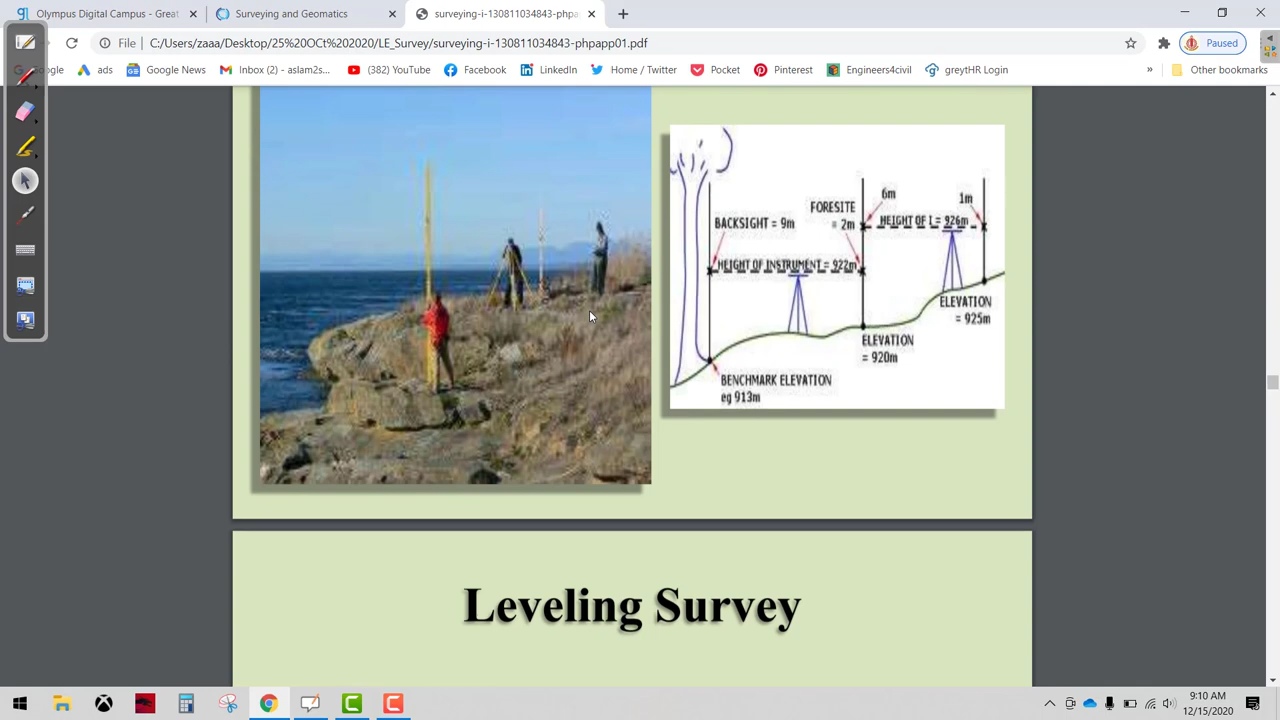 Olympus Digital Campus - Great
Surveying and Geomatics
surveying-i-130811034843-phpa
File
C:/Users/zaaa/Desktop/25%20OCt%202020/LE_Survey/surveying-i-130811034843-phpapp01.pdf
Paused
ads
Google News
Inbox (2) - aslam2s...
(382) YouTube
Facebook
LinkedIn
Home / Twitter
Pocket
Pinterest
Engineers4civil
greytHR Login
»
Other bookmarks
BACKSIGHT = 9m
FORESITE
= 2m
6m
1m
HEIGHT OF I = 926m
HEIGHT OF INSTRUMENT = 922m
ELEVATION
= 925m
ELEVATION
= 920m
BENCHMARK ELEVATION
eg 913m
Leveling Survey
9:10 AM
12/15/2020